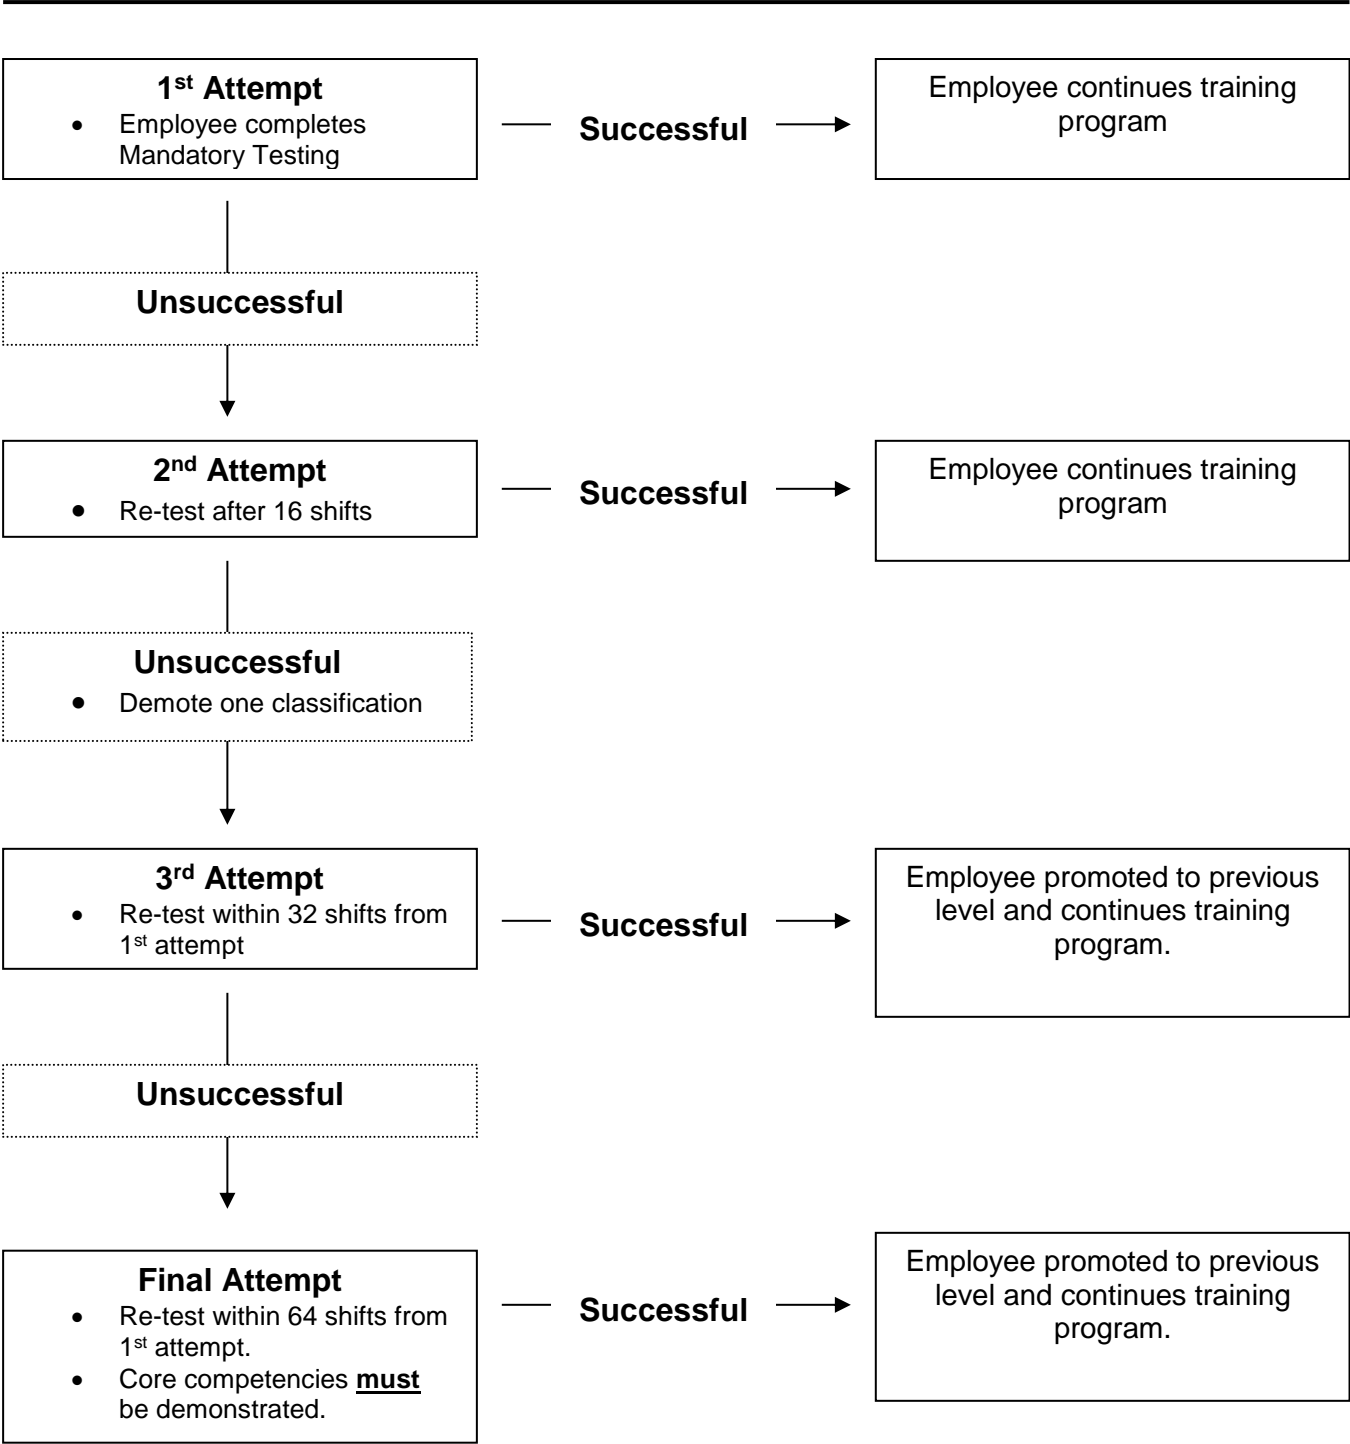 1st Attempt
• Employee completes
Mandatory Testing
Successful
Employee continues training
program
Unsuccessful
2nd Attempt
• Re-test after 16 shifts
Successful
Employee continues training
program
Unsuccessful
• Demote one classification
3rd Attempt
• Re-test within 32 shifts from
1st attempt
Successful
Employee promoted to previous
level and continues training
program.
Unsuccessful
Final Attempt
• Re-test within 64 shifts from
1st attempt.
• Core competencies must
be demonstrated.
Successful
Employee promoted to previous
level and continues training
program.